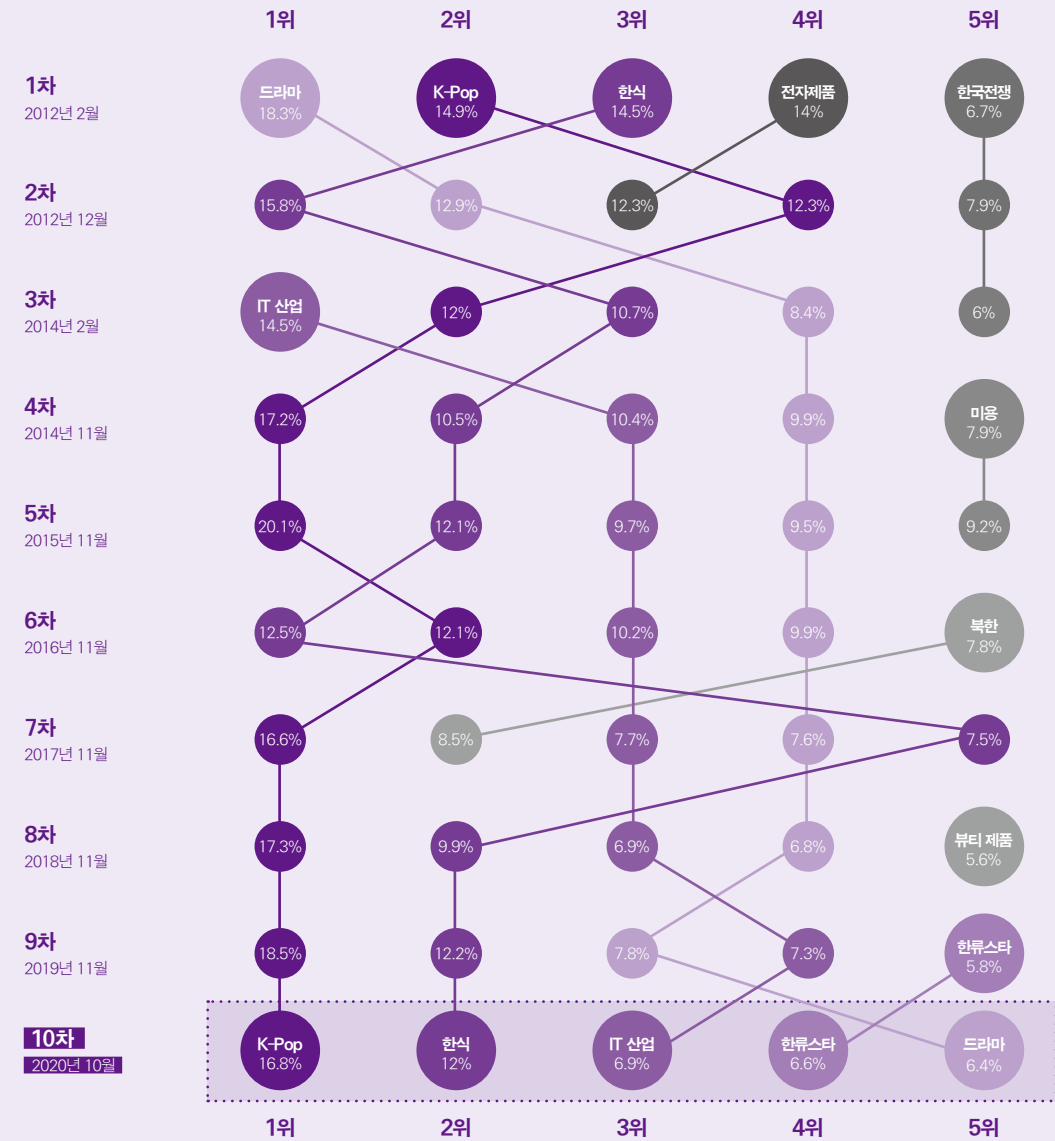 1위 2위 3위 4위 5위
1차
2012년 2월
드라마 K-Pop 한식 전자제품 한국전쟁
18.3% 14.9% 14.5% 14% 6.7%
2차
2012년 12월
15.8% 12.9% 12.3% 12.3% 7.9%
3차
2014년 2월
IT 산업
14.5% 12% 10.7% 8.4% 6%
4차
2014년 11월
미용
17.2% 10.5% 10.4% 9.9% 7.9%
5차
2015년 11월
20.1% 12.1% 9.7% 9.5% 9.2%
6차
2016년 11월
북한
12.5% 12.1% 10.2% 9.9% 7.8%
7차
2017년 11월
16.6% 8.5% 7.7% 7.6% 7.5%
8차
2018년 11월
뷰티 제품
17.3% 9.9% 6.9% 6.8% 5.6%
9차
2019년 11월
한류스타
18.5% 12.2% 7.8% 7.3% 5.8%
10차
2020년 10월
K-Pop 한식 IT 산업 한류스타 드라마
16.8% 12% 6.9% 6.6% 6.4%
1위 2위 3위 4위 5위